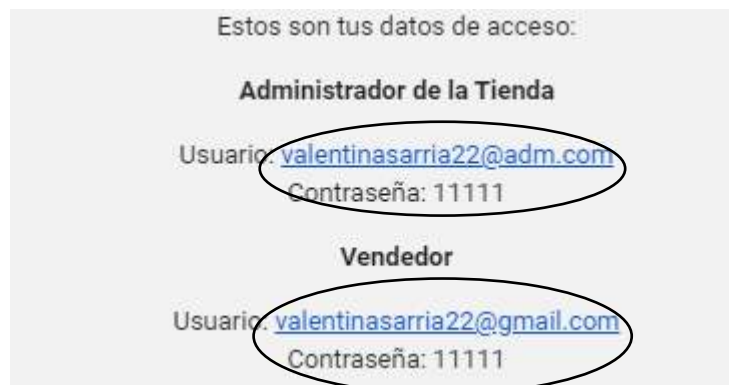 Estos son tus datos de acceso:
Administrador de la Tienda
Usuario: valentinasarria22@adm.com
Contraseña: 11111
Vendedor
Usuario: valentinasarria22@gmail.com
Contraseña: 11111